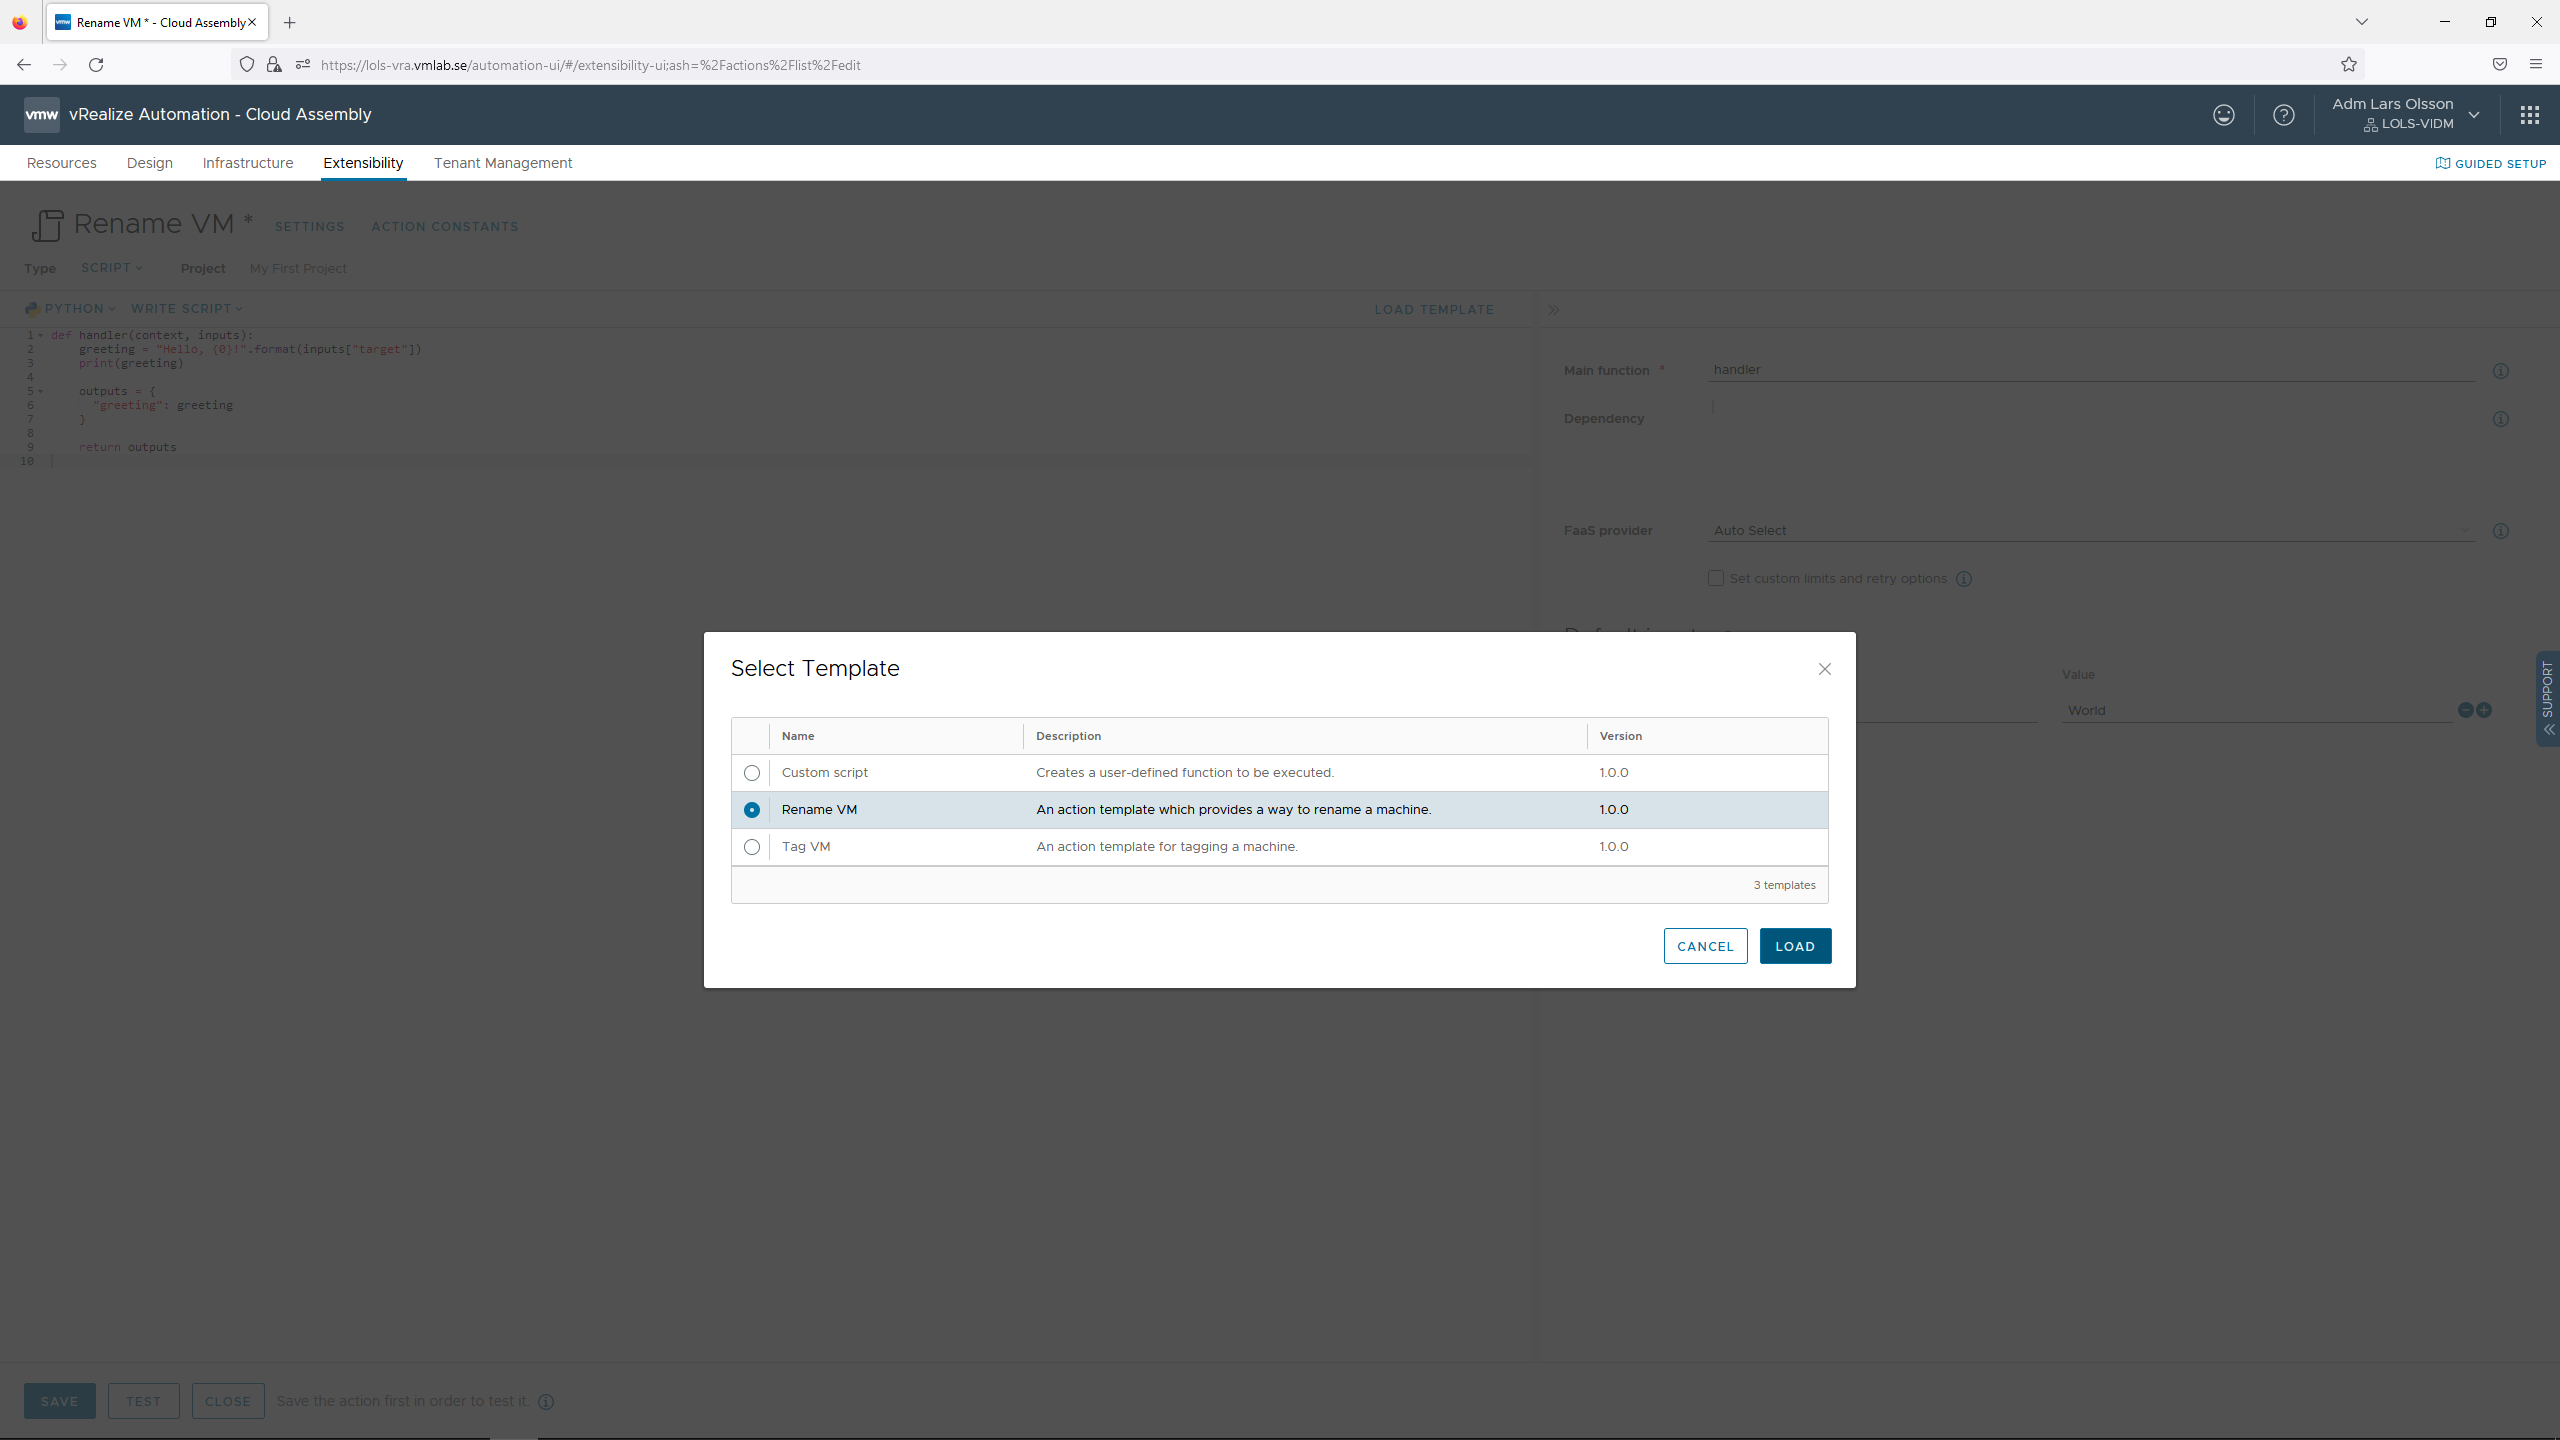 Rename VM * - Cloud Assembly
https://lols-vra.vmlab.se/automation-ui/#/extensibility-ui;ash=%2Factions%2Flist%2Fedit
vmw vRealize Automation - Cloud Assembly
Adm Lars Olsson
LOLS-VIDM
Resources Design Infrastructure Extensibility Tenant Management GUIDED SETUP
Rename VM * SETTINGS ACTION CONSTANTS
Type SCRIPT Project My First Project
PYTHON WRITE SCRIPT LOAD TEMPLATE
1 def handler(context, inputs):
2 greeting = "Hello, {0}!".format(inputs["target"])
3 print(greeting)
4
5 outputs = {
6 "greeting": greeting
7 }
8
9 return outputs
10
Main function * handler
Dependency
FaaS provider Auto Select
Set custom limits and retry options
Value
World
SUPPORT
Select Template
Name Description Version
Custom script Creates a user-defined function to be executed. 1.0.0
Rename VM An action template which provides a way to rename a machine. 1.0.0
Tag VM An action template for tagging a machine. 1.0.0
3 templates
CANCEL LOAD
SAVE TEST CLOSE Save the action first in order to test it.